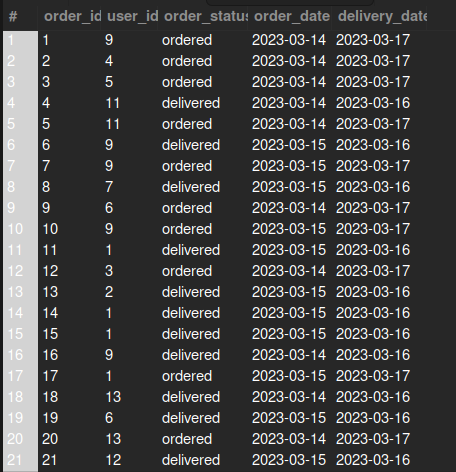 # order_id user_id order_status order_date delivery_date
1 1 9 ordered 2023-03-14 2023-03-17
2 2 4 ordered 2023-03-14 2023-03-17
3 3 5 ordered 2023-03-14 2023-03-17
4 4 11 delivered 2023-03-14 2023-03-16
5 5 11 ordered 2023-03-14 2023-03-17
6 6 9 delivered 2023-03-15 2023-03-16
7 7 9 ordered 2023-03-15 2023-03-17
8 8 7 delivered 2023-03-15 2023-03-16
9 9 6 ordered 2023-03-14 2023-03-17
10 10 9 ordered 2023-03-15 2023-03-17
11 11 1 delivered 2023-03-15 2023-03-16
12 12 3 ordered 2023-03-14 2023-03-17
13 13 2 delivered 2023-03-15 2023-03-16
14 14 1 delivered 2023-03-15 2023-03-16
15 15 1 delivered 2023-03-15 2023-03-16
16 16 9 delivered 2023-03-14 2023-03-16
17 17 1 ordered 2023-03-15 2023-03-17
18 18 13 delivered 2023-03-14 2023-03-16
19 19 6 delivered 2023-03-15 2023-03-16
20 20 13 ordered 2023-03-14 2023-03-17
21 21 12 delivered 2023-03-15 2023-03-16